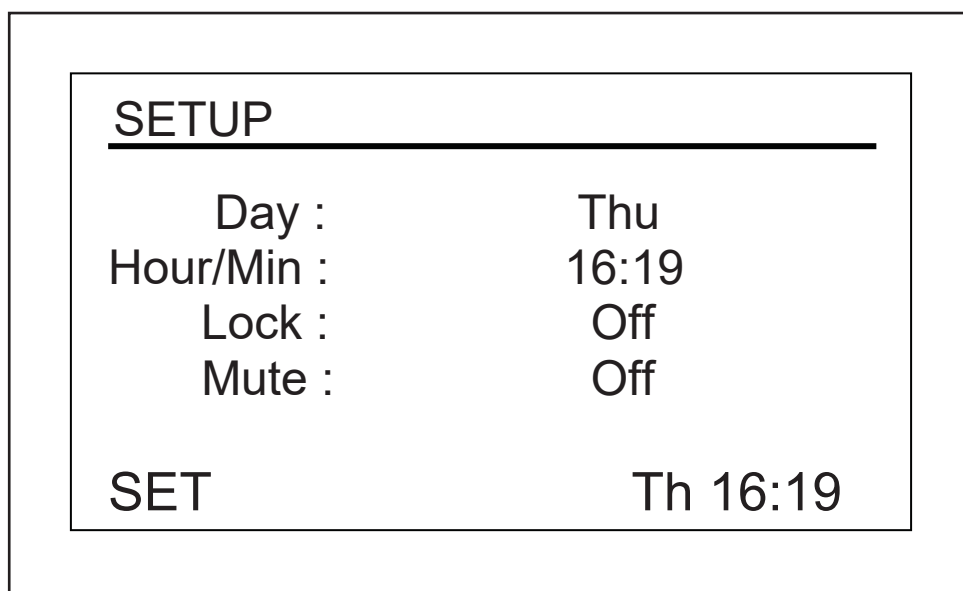 SETUP
Day : Thu
Hour/Min : 16:19
Lock : Off
Mute : Off
SET Th 16:19